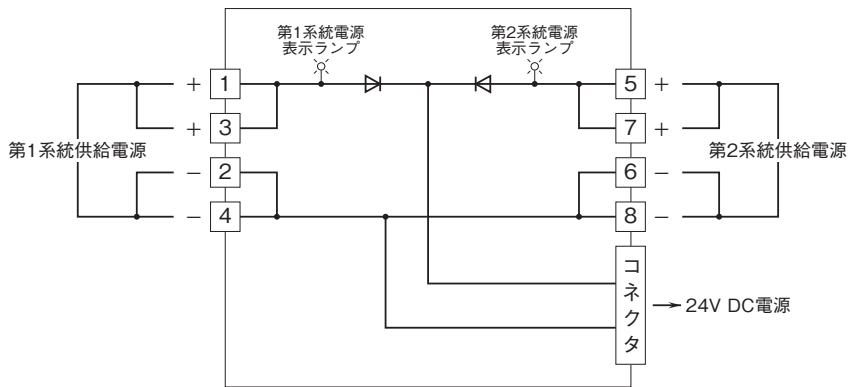 第1系統電源
表示ランプ
第2系統電源
表示ランプ
+ 1
5 +
+ 3
7 +
第1系統供給電源
第2系統供給電源
− 2
6 −
− 4
8 −
コネクタ
24V DC電源